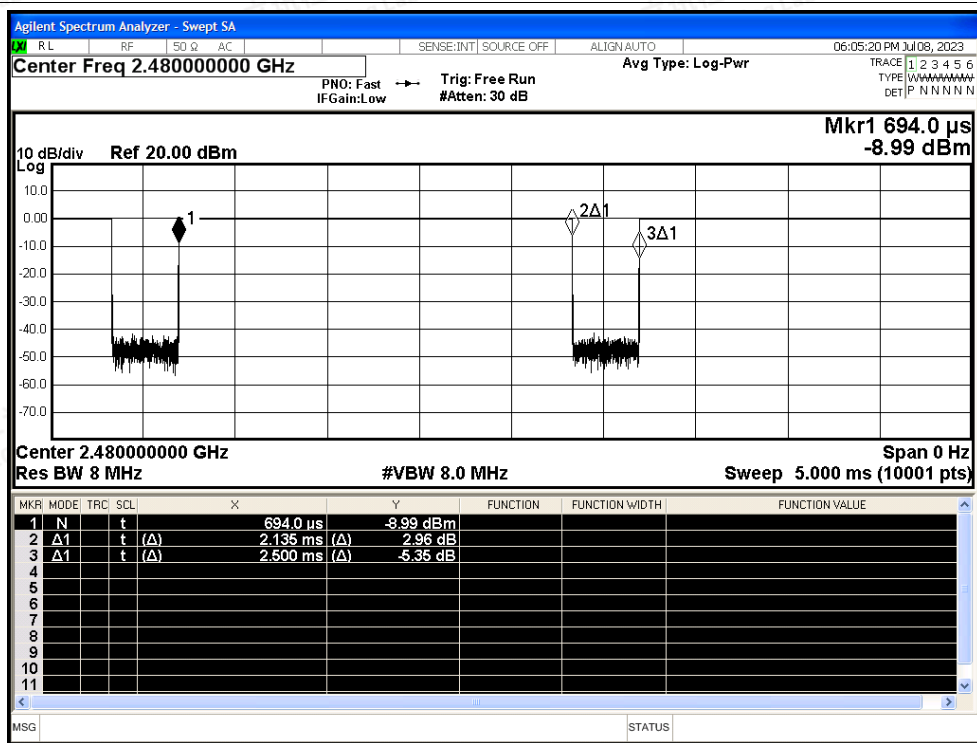 Agilent Spectrum Analyzer - Swept SA
LXI RL RF 50 Ω AC SENSE:INT SOURCE OFF ALIGN AUTO 06:05:20 PM Jul 08, 2023
Center Freq 2.480000000 GHz
PNO: Fast
IFGain:Low
Trig: Free Run
#Atten: 30 dB
Avg Type: Log-Pwr
TRACE 1 2 3 4 5 6
TYPE WWWWWW
DET P N N N N N
Mkr1 694.0 µs
-8.99 dBm
10 dB/div Ref 20.00 dBm
Log
10.0
0.00
-10.0
-20.0
-30.0
-40.0
-50.0
-60.0
-70.0
1
2Δ1
3Δ1
Center 2.480000000 GHz Span 0 Hz
Res BW 8 MHz #VBW 8.0 MHz Sweep 5.000 ms (10001 pts)
MKR MODE TRC SCL X Y FUNCTION FUNCTION WIDTH FUNCTION VALUE
1 N t 694.0 µs -8.99 dBm
2 Δ1 t (Δ) 2.135 ms (Δ) 2.96 dB
3 Δ1 t (Δ) 2.500 ms (Δ) -5.35 dB
4
5
6
7
8
9
10
11
MSG STATUS